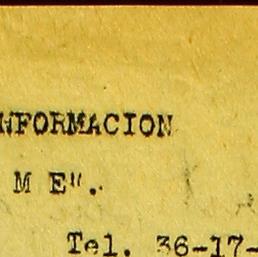 NFORMACION
M E".
Tel. 36-17-